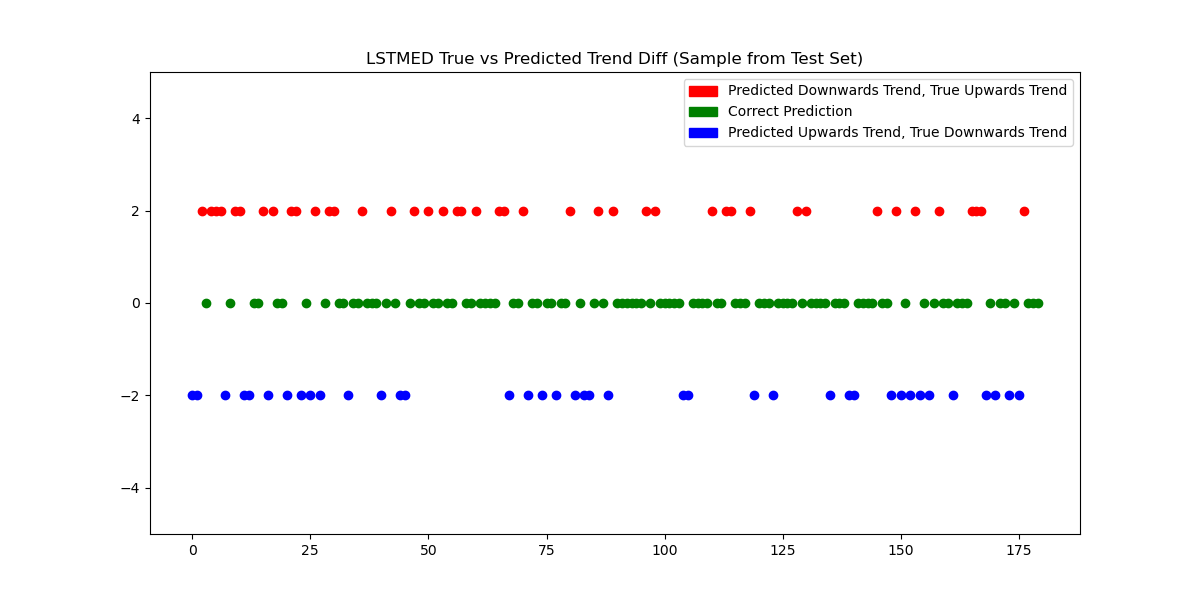 LSTMED True vs Predicted Trend Diff (Sample from Test Set)
Predicted Downwards Trend, True Upwards Trend
Correct Prediction
Predicted Upwards Trend, True Downwards Trend
4
2
0
−2
−4
0 25 50 75 100 125 150 175